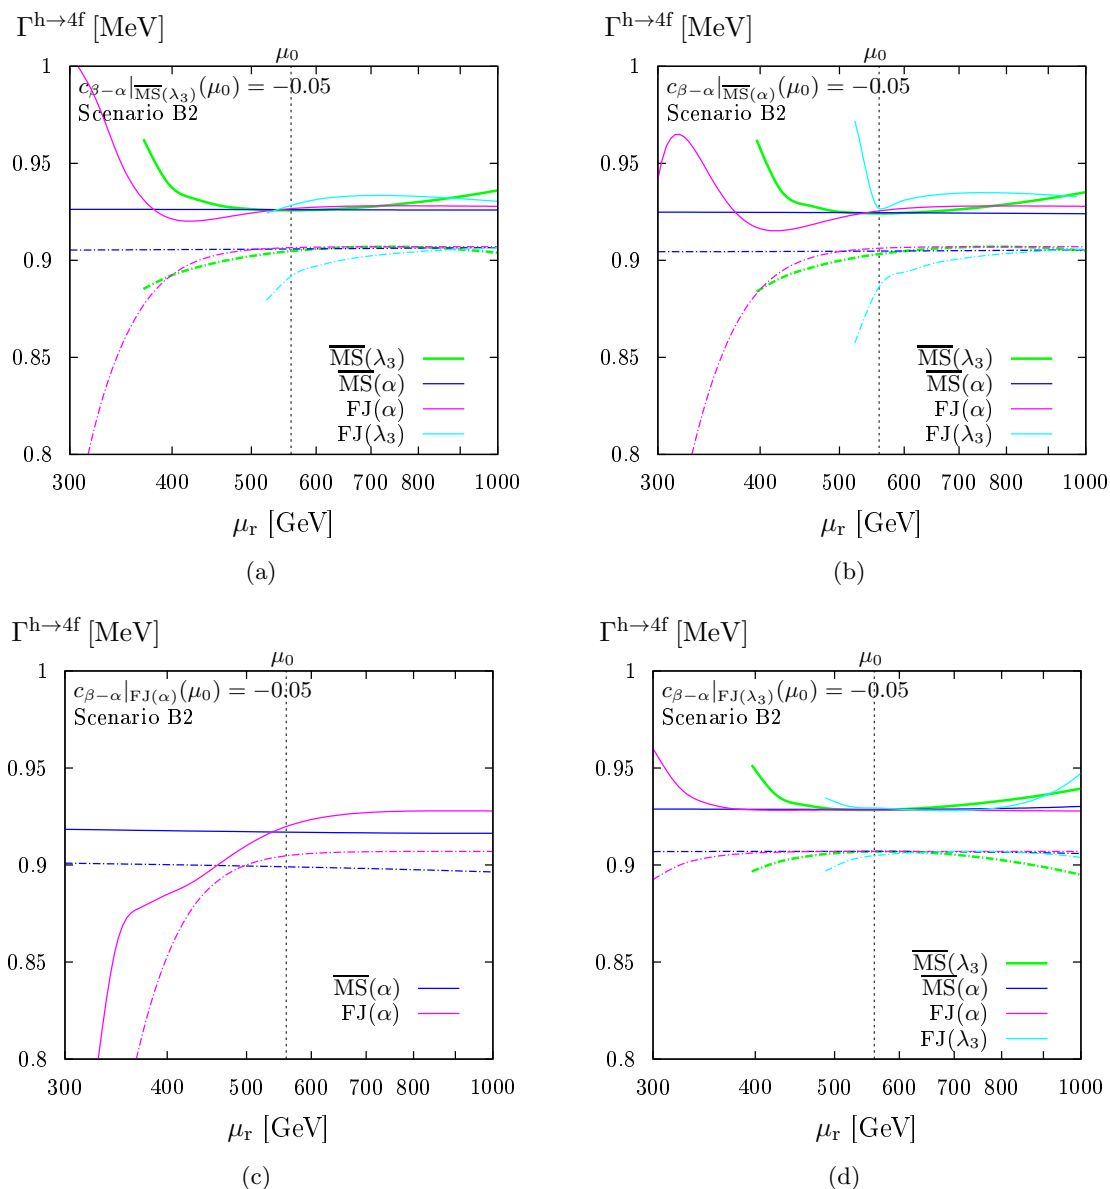 Γ^{h→4f} [MeV]
μ₀
c_{β−α}|_{\overline{MS}(λ₃)}(μ₀) = −0.05
Scenario B2
1
0.95
0.9
0.85
0.8
\overline{MS}(λ₃)
\overline{MS}(α)
FJ(α)
FJ(λ₃)
300 400 500 600 700 800 1000
μ_r [GeV]
(a)
Γ^{h→4f} [MeV]
μ₀
c_{β−α}|_{\overline{MS}(α)}(μ₀) = −0.05
Scenario B2
1
0.95
0.9
0.85
0.8
\overline{MS}(λ₃)
\overline{MS}(α)
FJ(α)
FJ(λ₃)
300 400 500 600 700 800 1000
μ_r [GeV]
(b)
Γ^{h→4f} [MeV]
μ₀
c_{β−α}|_{FJ(α)}(μ₀) = −0.05
Scenario B2
1
0.95
0.9
0.85
0.8
\overline{MS}(α)
FJ(α)
300 400 500 600 700 800 1000
μ_r [GeV]
(c)
Γ^{h→4f} [MeV]
μ₀
c_{β−α}|_{FJ(λ₃)}(μ₀) = −0.05
Scenario B2
1
0.95
0.9
0.85
0.8
\overline{MS}(λ₃)
\overline{MS}(α)
FJ(α)
FJ(λ₃)
300 400 500 600 700 800 1000
μ_r [GeV]
(d)